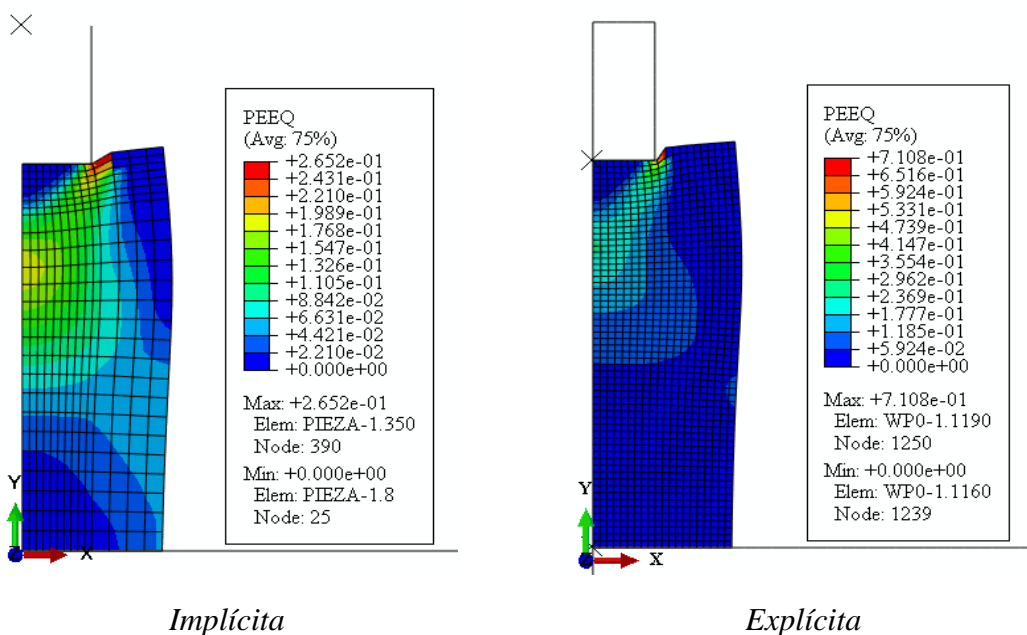 PEEQ
(Avg: 75%)
+2.652e-01
+2.431e-01
+2.210e-01
+1.989e-01
+1.768e-01
+1.547e-01
+1.326e-01
+1.105e-01
+8.842e-02
+6.631e-02
+4.421e-02
+2.210e-02
+0.000e+00
Max: +2.652e-01
Elem: PIEZA-1.350
Node: 390
Min: +0.000e+00
Elem: PIEZA-1.8
Node: 25
Y
Z
X
Implícita
PEEQ
(Avg: 75%)
+7.108e-01
+6.516e-01
+5.924e-01
+5.331e-01
+4.739e-01
+4.147e-01
+3.554e-01
+2.962e-01
+2.369e-01
+1.777e-01
+1.185e-01
+5.924e-02
+0.000e+00
Max: +7.108e-01
Elem: WP0-1.1190
Node: 1250
Min: +0.000e+00
Elem: WP0-1.1160
Node: 1239
Y
Z
X
Explícita